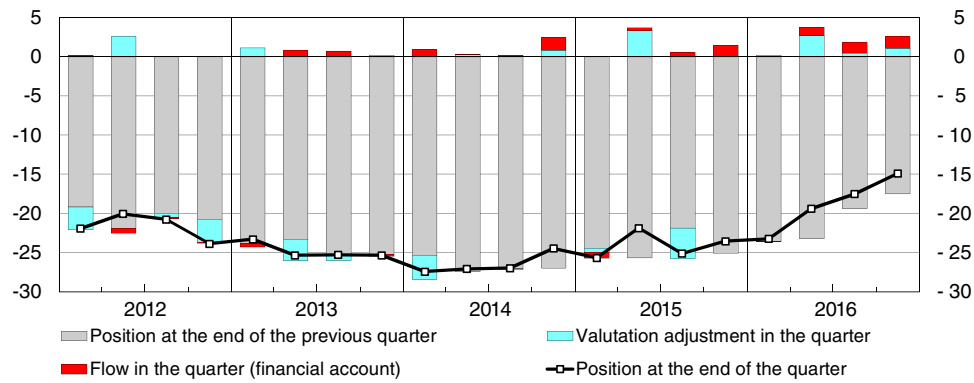 5 5
0 0
-5 - 5
-10 - 10
-15 - 15
-20 - 20
-25 - 25
-30 - 30
2012 2013 2014 2015 2016
Position at the end of the previous quarter Valutation adjustment in the quarter
Flow in the quarter (financial account) Position at the end of the quarter